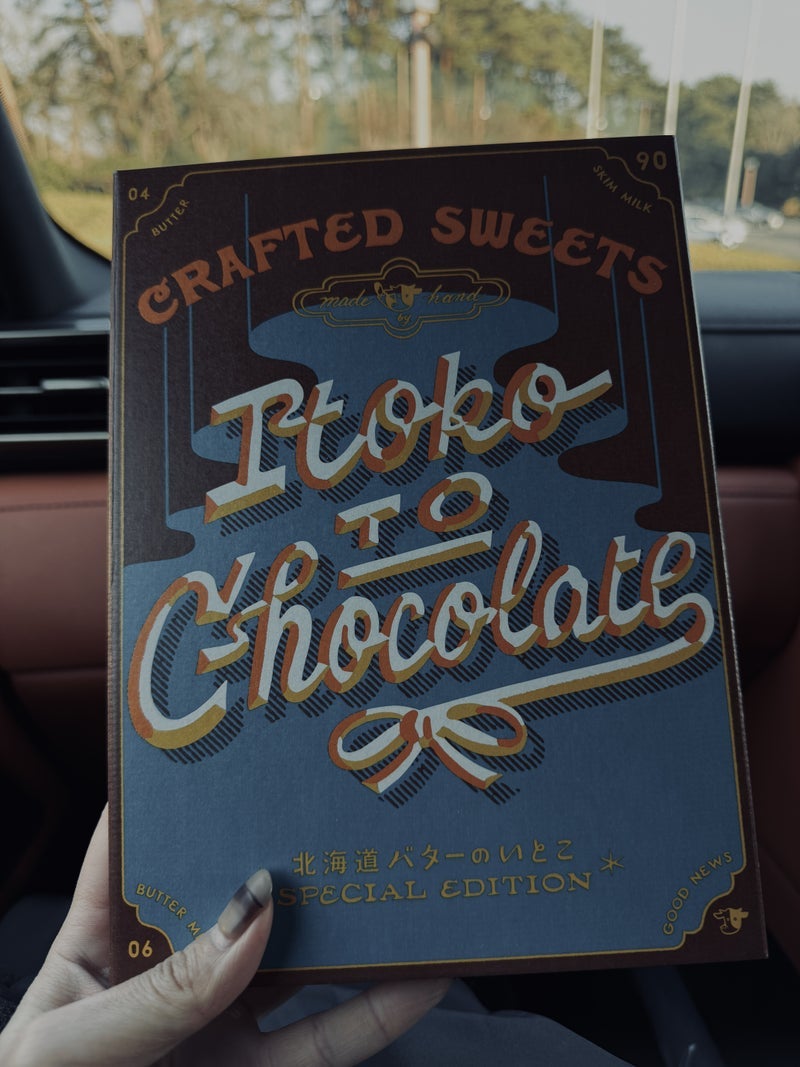 04
BUTTER
SKIM MILK
90
CRAFTED SWEETS
made by hand
Itoko
TO
Chocolate
北海道バターのいとこ
SPECIAL EDITION
BUTTER
06
GOOD NEWS